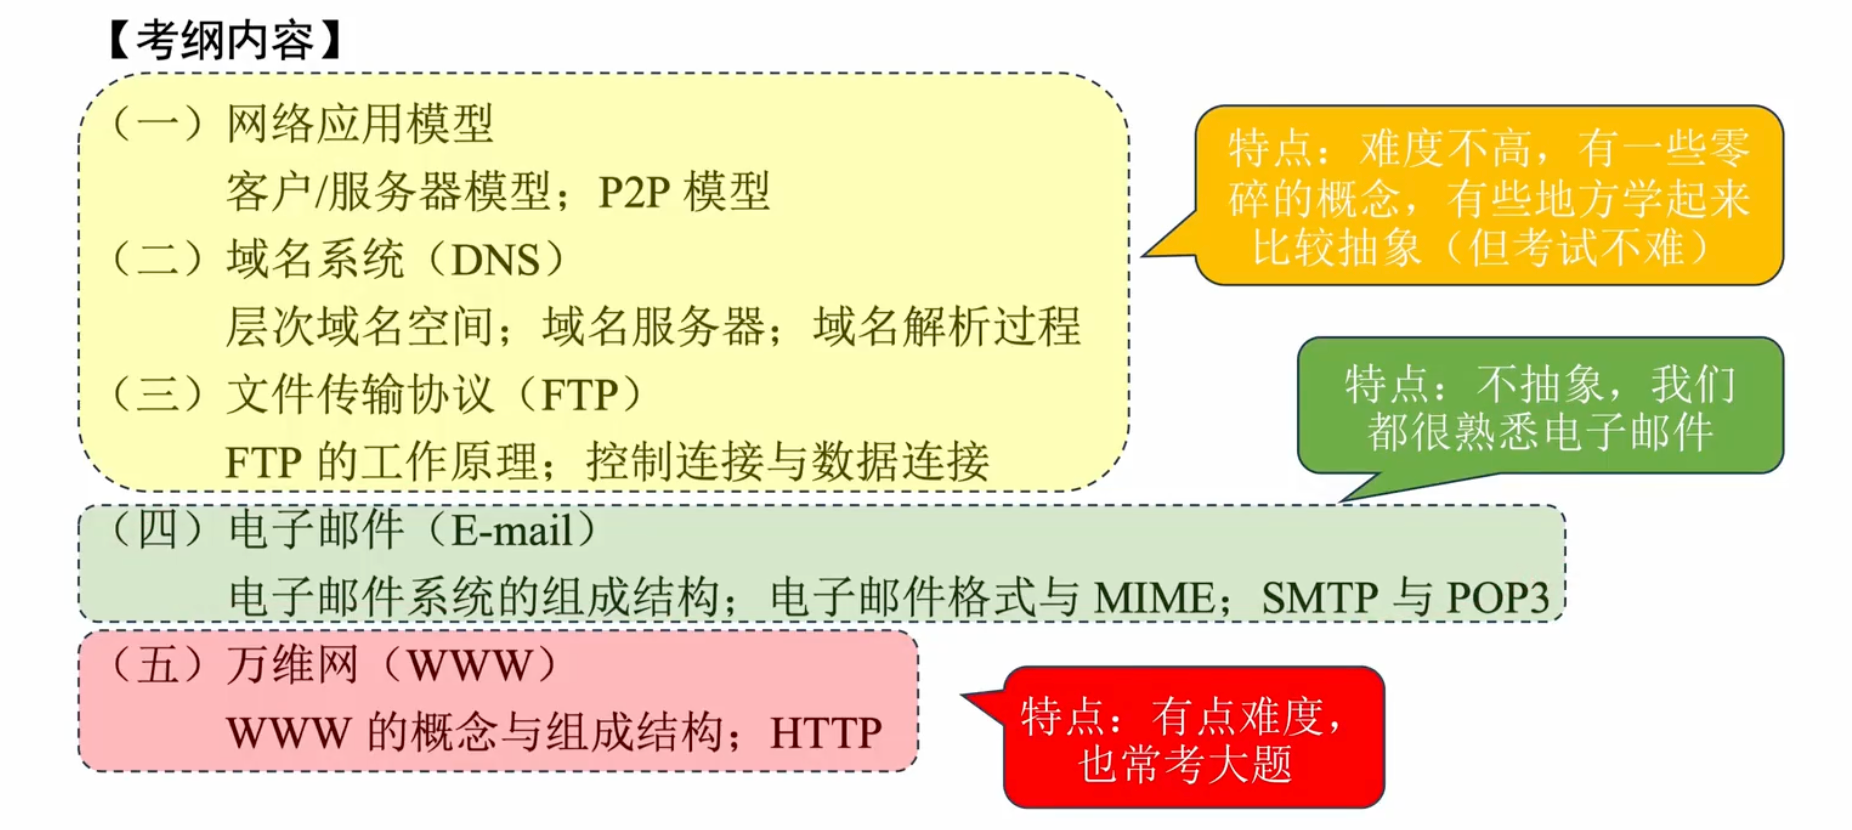 【考纲内容】
（一）网络应用模型
客户/服务器模型；P2P 模型
（二）域名系统（DNS）
层次域名空间；域名服务器；域名解析过程
（三）文件传输协议（FTP）
FTP 的工作原理；控制连接与数据连接
（四）电子邮件（E-mail）
电子邮件系统的组成结构；电子邮件格式与 MIME；SMTP 与 POP3
（五）万维网（WWW）
WWW 的概念与组成结构；HTTP
特点：难度不高，有一些零
碎的概念，有些地方学起来
比较抽象（但考试不难）
特点：不抽象，我们
都很熟悉电子邮件
特点：有点难度，
也常考大题